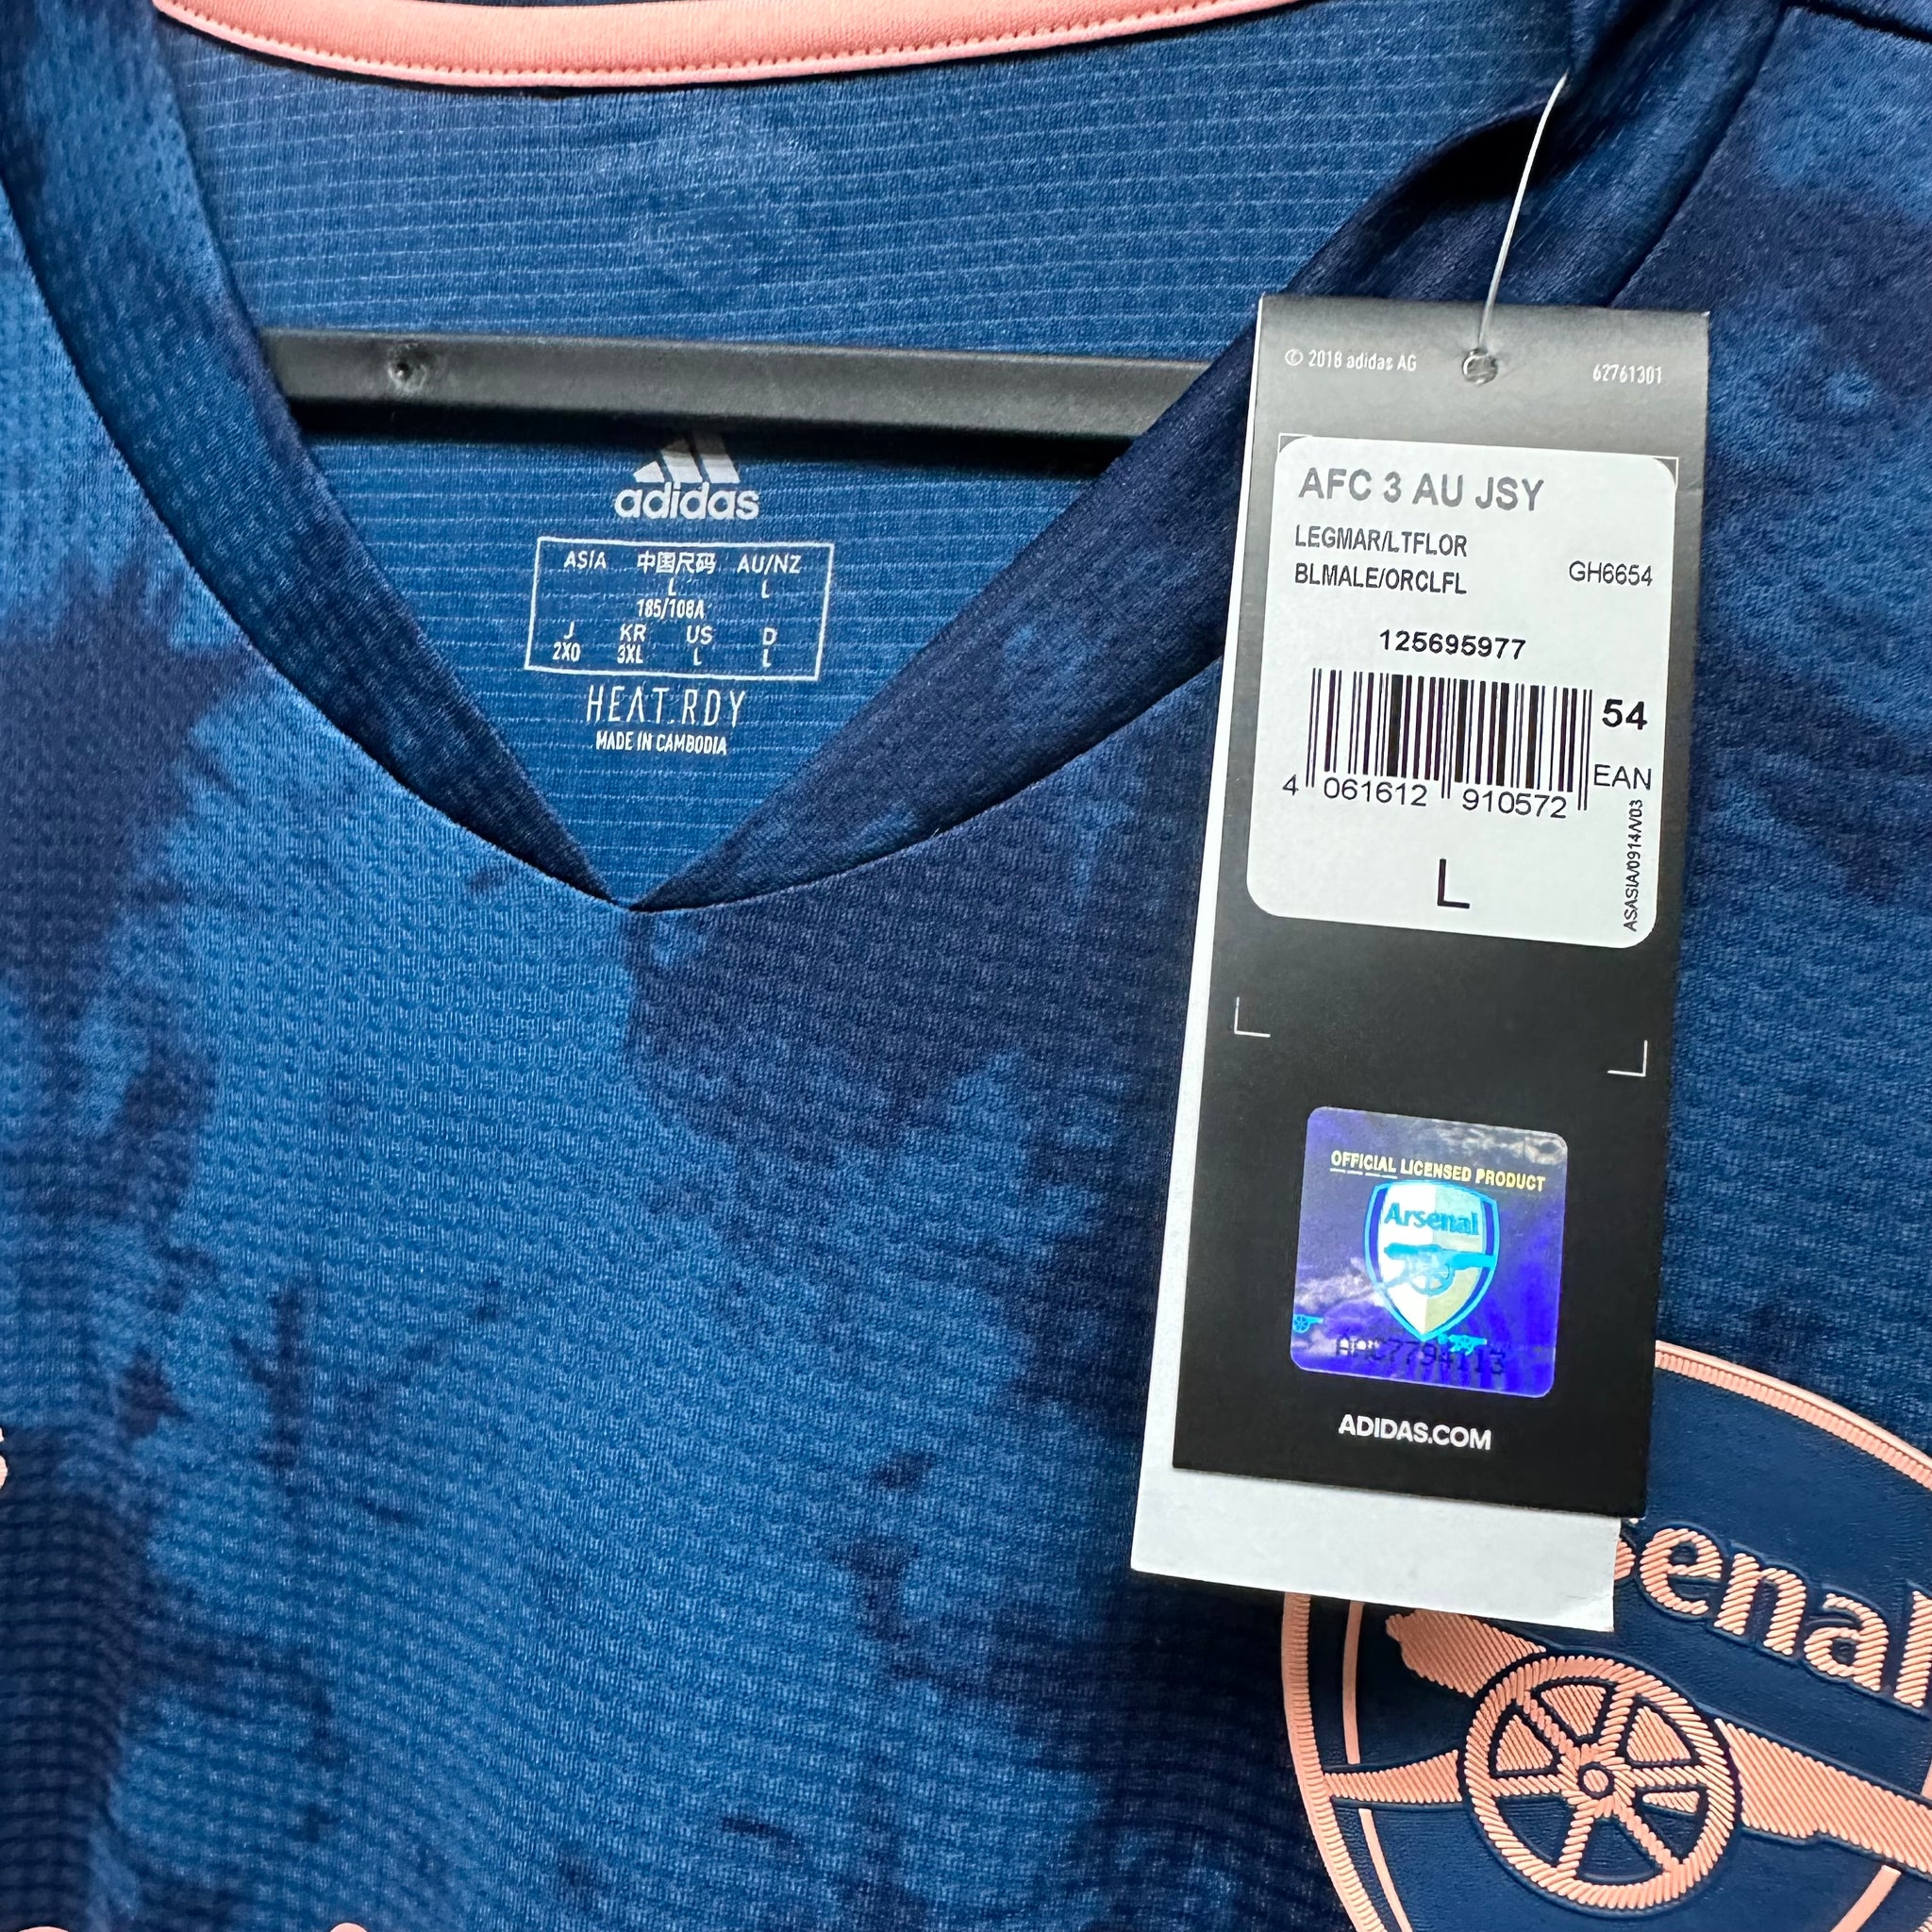 adidas
ASIA 中国尺码 AU/NZ
L L
185/108A
J KR US D
2XO 3XL L L
HEAT.RDY
MADE IN CAMBODIA
© 2018 adidas AG 62761301
AFC 3 AU JSY
LEGMAR/LTFLOR
BLMALE/ORCLFL GH6654
125695977
54
EAN
4 061612 910572
ASASIA/0914/V03
L
OFFICIAL LICENSED PRODUCT
Arsenal
ADIDAS.COM
senal